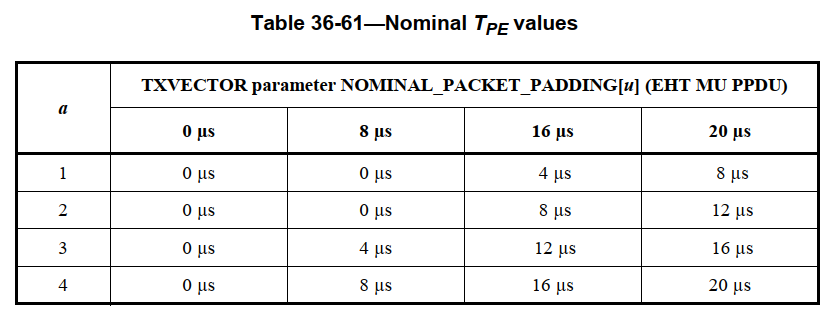 Table 36-61—Nominal TPE values
a
TXVECTOR parameter NOMINAL_PACKET_PADDING[u] (EHT MU PPDU)
0 µs 8 µs 16 µs 20 µs
1 0 µs 0 µs 4 µs 8 µs
2 0 µs 0 µs 8 µs 12 µs
3 0 µs 4 µs 12 µs 16 µs
4 0 µs 8 µs 16 µs 20 µs